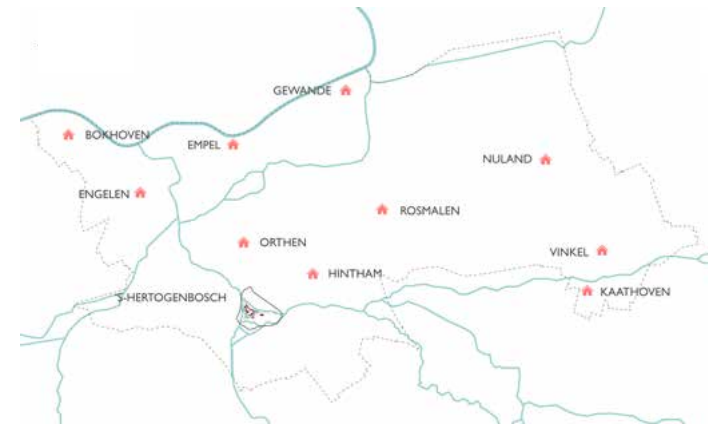 GEWANDE
BOKHOVEN
EMPEL
NULAND
ENGELEN
ROSMALEN
ORTHEN
VINKEL
HINTHAM
KAATHOVEN
'S-HERTOGENBOSCH